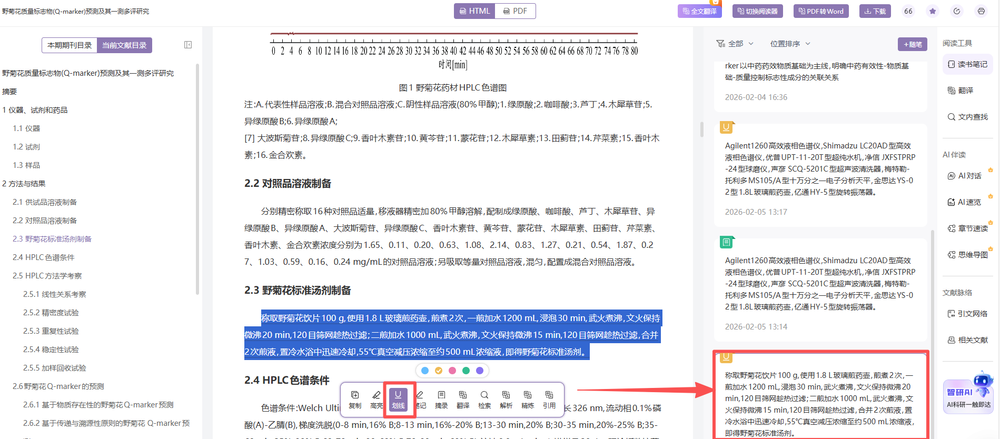 野菊花质量标志物(Q-marker)预测及其一测多评研究
HTML
PDF
全文翻译
切换阅读器
PDF转Word
下载
66
本期期刊目录
当前文献目录
野菊花质量标志物(Q-marker)预测及其一测多评研究
摘要
1 仪器、试剂和药品
1.1 仪器
1.2 试剂
1.3 样品
2 方法与结果
2.1 供试品溶液制备
2.2 对照品溶液制备
2.3 野菊花标准汤剂制备
2.4 HPLC色谱条件
2.5 HPLC方法学考察
2.5.1 线性关系考察
2.5.2 精密度试验
2.5.3 重复性试验
2.5.4 稳定性试验
2.5.5 加样回收试验
2.6野菊花Q-marker的预测
2.6.1 基于物质存在性的野菊花Q-marker预测
2.6.2 基于传递与溯源性原则的野菊花 Q-marker预
0 2 4 6 8 10 12 14 16 18 20 22 24 26 28 30 32 34 36 38 40 42 44 46 48 50 52 54 56 58 60 62 64 66 68 70 72 74 76 78 80
时间[min]
图1 野菊花药材HPLC色谱图
注:A.代表性样品溶液;B.混合对照品溶液;C.阴性样品溶液(80%甲醇);1.绿原酸;2.咖啡酸;3.芦丁;4.木犀草苷;5.
异绿原酸B;6.异绿原酸A;
[7] 大波斯菊苷;8.异绿原酸C;9.香叶木素苷;10.黄芩苷;11.蒙花苷;12.木犀草素;13.田蓟苷;14.芹菜素;15.香叶木
素;16.金合欢素。
2.2 对照品溶液制备
分别精密称取16种对照品适量,移液器精密加80%甲醇溶解,配制成绿原酸、咖啡酸、芦丁、木犀草苷、异
绿原酸B、异绿原酸A、大波斯菊苷、异绿原酸C、香叶木素苷、黄芩苷、蒙花苷、木犀草素、田蓟苷、芹菜素、
香叶木素、金合欢素浓度分别为1.65、0.11、0.20、0.63、1.08、2.14、0.83、1.27、0.21、0.54、1.87、0.2
7、1.03、0.59、0.16、0.24 mg/mL的对照品溶液;另吸取等量对照品溶液,混匀,配置成混合对照品溶液。
2.3 野菊花标准汤剂制备
称取野菊花饮片100 g,使用1.8 L玻璃煎药壶,煎煮2次,一煎加水1200 mL,浸泡30 min,武火煮沸,文火保持
微沸20 min,120目筛网趁热过滤;二煎加水1000 mL,武火煮沸,文火保持微沸15 min,120目筛网趁热过滤,合并
2次煎液,置冷水浴中迅速冷却,55℃真空减压浓缩至约500 mL浓缩液,即得野菊花标准汤剂。
2.4 HPLC色谱条件
复制
高亮
划线
笔记
摘录
翻译
检索
解析
精炼
引用
色谱条件:Welch Ulti
长326 nm,流动相0.1%磷
酸(A)-乙腈(B),梯度洗脱(0-8 min,16% B;8-13 min,16%-20% B;13-30 min,20% B;30-35 min,20%-25% B;35-
全部
位置排序
+随笔
rker以中药药效物质基础为主线,明确中药有效性-物质基
础-质量控制标志性成分的关联关系
2026-02-04 16:36
Agilent1260高效液相色谱仪,Shimadzu LC20AD型高效
液相色谱仪,优普UPT-11-20T型超纯水机,净信 JXFSTPRP
-24型球磨仪,声彦 SCQ-5201C型超声波清洗器,梅特勒-
托利多MS105/A型十万分之一电子分析天平,金思达YS-0
2型1.8L玻璃煎药壶,亿通HY-5型旋转振荡器。
2026-02-05 13:17
Agilent1260高效液相色谱仪,Shimadzu LC20AD型高效
液相色谱仪,优普UPT-11-20T型超纯水机,净信 JXFSTPRP
-24型球磨仪,声彦 SCQ-5201C型超声波清洗器,梅特勒-
托利多MS105/A型十万分之一电子分析天平,金思达YS-0
2型1.8L玻璃煎药壶,亿通HY-5型旋转振荡器。
2026-02-05 13:14
称取野菊花饮片100 g,使用1.8 L玻璃煎药壶,煎煮2次,一
煎加水1200 mL,浸泡30 min,武火煮沸,文火保持微沸20
min,120目筛网趁热过滤;二煎加水1000 mL,武火煮沸,文
火保持微沸15 min,120目筛网趁热过滤,合并2次煎液,置
冷水浴中迅速冷却,55℃真空减压浓缩至约500 mL浓缩液,
即得野菊花标准汤剂。
阅读工具
读书笔记
翻译
文内查找
AI伴读
AI对话
AI速览
章节速读
思维导图
文献脉络
引文网络
相关文献
智研AI
AI科研一触即达